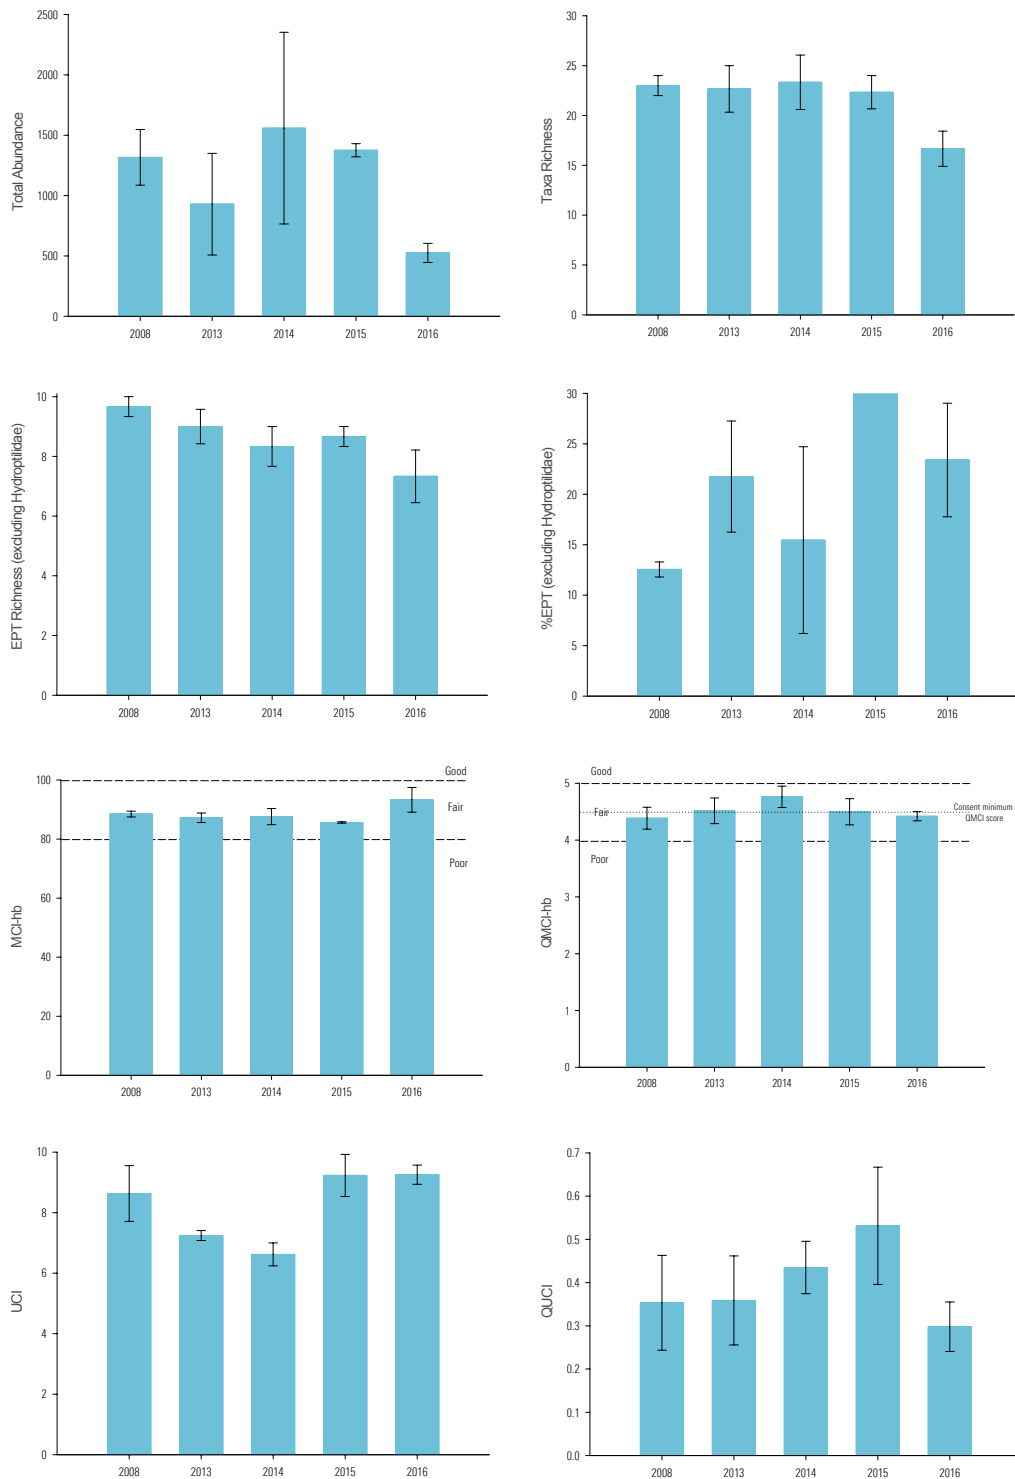 2500
2000
1500
1000
500
0
Total Abundance
2008 2013 2014 2015 2016
30
25
20
15
10
5
0
Taxa Richness
2008 2013 2014 2015 2016
10
8
6
4
2
0
EPT Richness (excluding Hydroptilidae)
2008 2013 2014 2015 2016
30
25
20
15
10
5
0
%EPT (excluding Hydroptilidae)
2008 2013 2014 2015 2016
100
80
60
40
20
0
MCI-hb
Good
Fair
Poor
2008 2013 2014 2015 2016
5
4
3
2
1
0
QMCI-hb
Good
Fair
Poor
Consent minimum
QMCI score
2008 2013 2014 2015 2016
10
8
6
4
2
0
UCI
2008 2013 2014 2015 2016
0.7
0.6
0.5
0.4
0.3
0.2
0.1
0.0
QUCI
2008 2013 2014 2015 2016